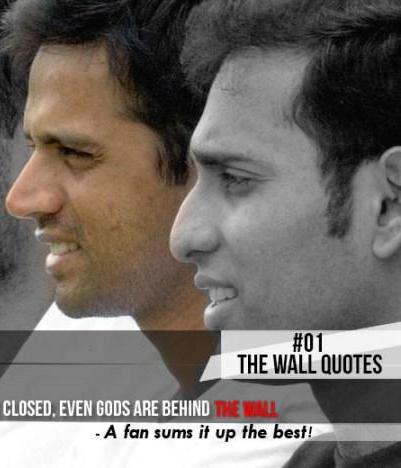 #01
THE WALL QUOTES
CLOSED, EVEN GODS ARE BEHIND THE WALL
- A fan sums it up the best!